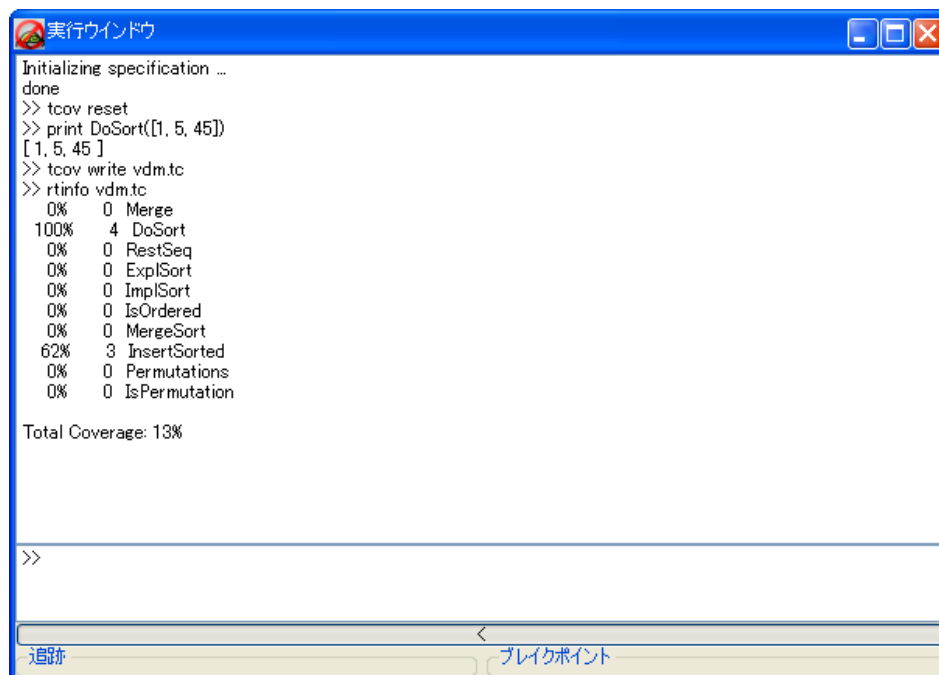 実行ウインドウ
Initializing specification ...
done
>> tcov reset
>> print DoSort([1, 5, 45])
[ 1, 5, 45 ]
>> tcov write vdm.tc
>> rtinfo vdm.tc
0% 0 Merge
100% 4 DoSort
0% 0 RestSeq
0% 0 ExplSort
0% 0 ImplSort
0% 0 IsOrdered
0% 0 MergeSort
62% 3 InsertSorted
0% 0 Permutations
0% 0 IsPermutation
Total Coverage: 13%
>>
<
追跡 ブレイクポイント